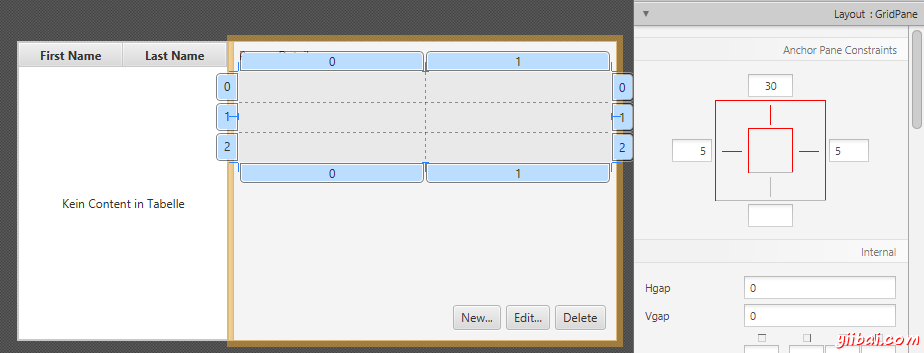 Layout : GridPane
Anchor Pane Constraints
30
5
5
Internal
Hgap
0
Vgap
0
First Name
Last Name
0
1
0
0
1
1
2
2
0
1
Kein Content in Tabelle
New...
Edit...
Delete
yiibai.com